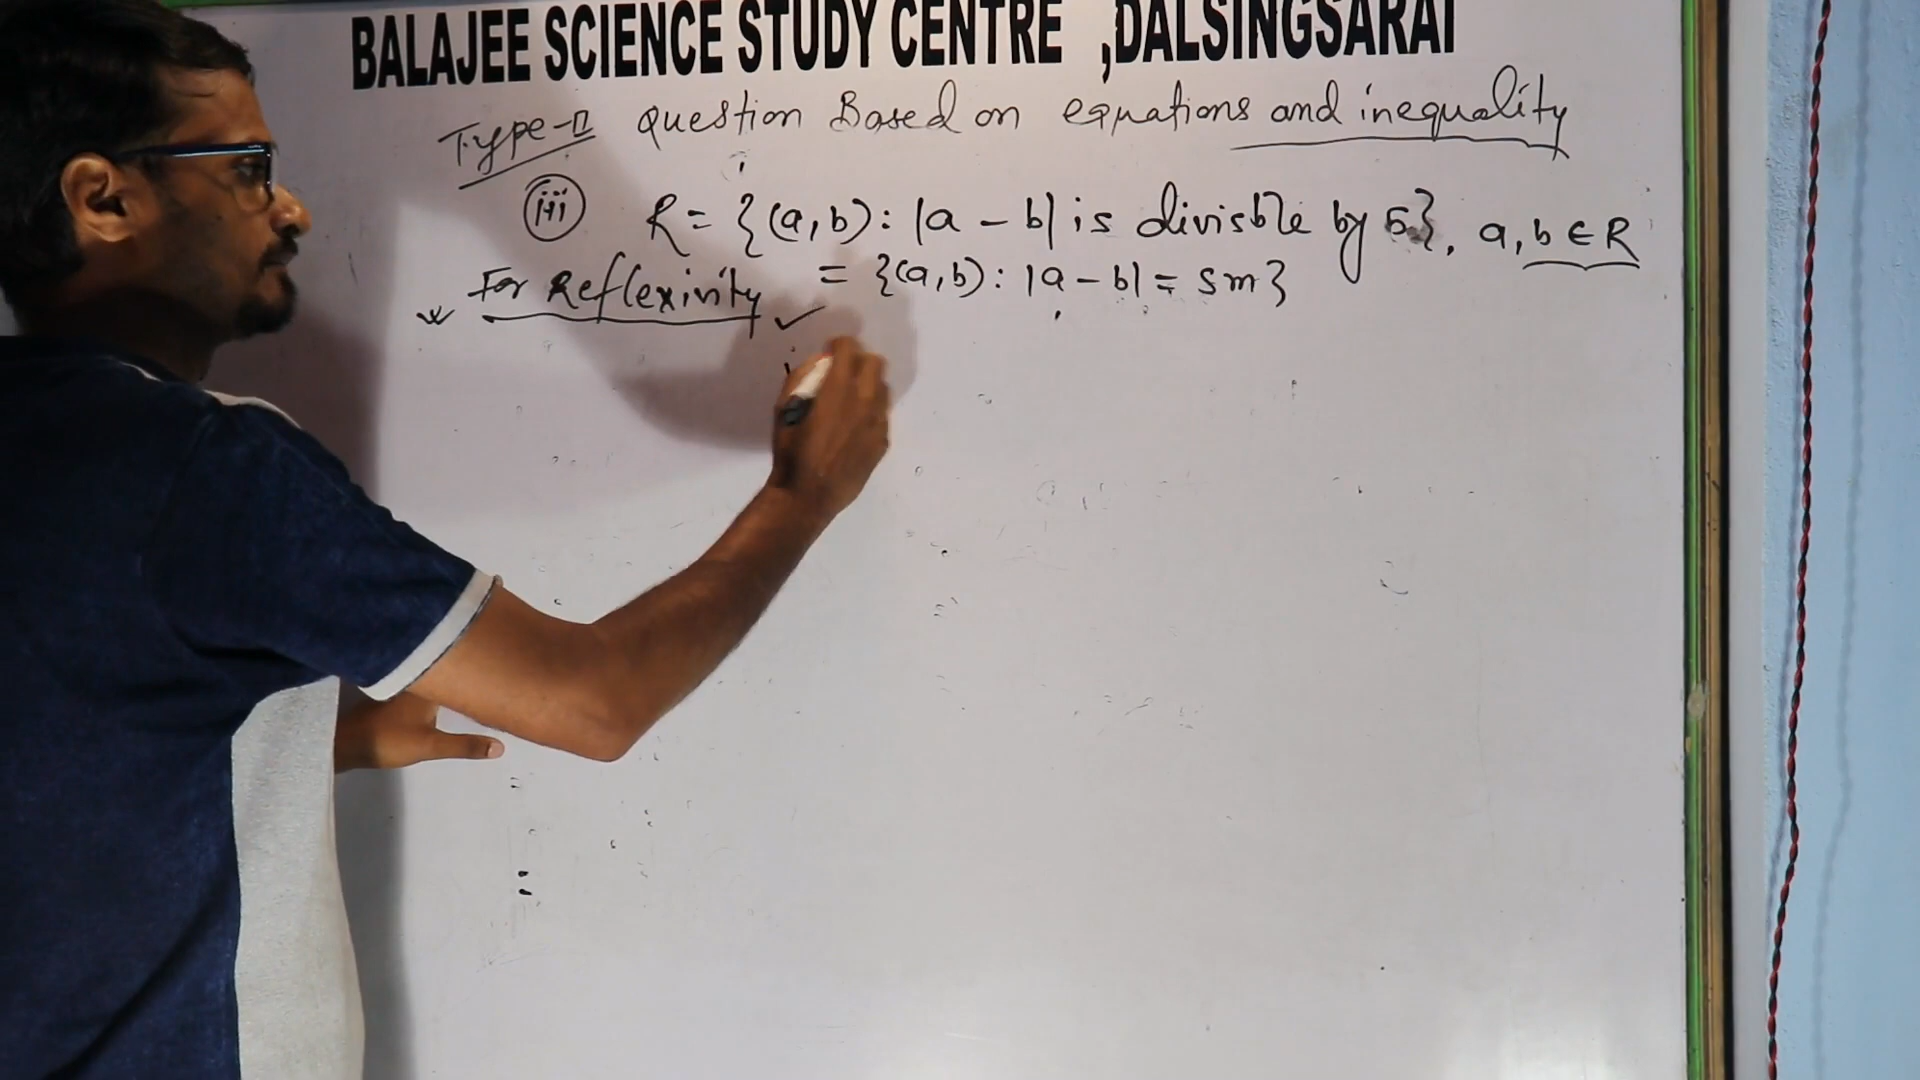 BALAJEE SCIENCE STUDY CENTRE ,DALSINGSARAI
Type-II Question Based on equations and inequality
(iii) R = {(a,b): |a - b| is divisble by 5}, a, b ∈ R
= {(a,b): |a - b| = 5m}
For Reflexivity ✓